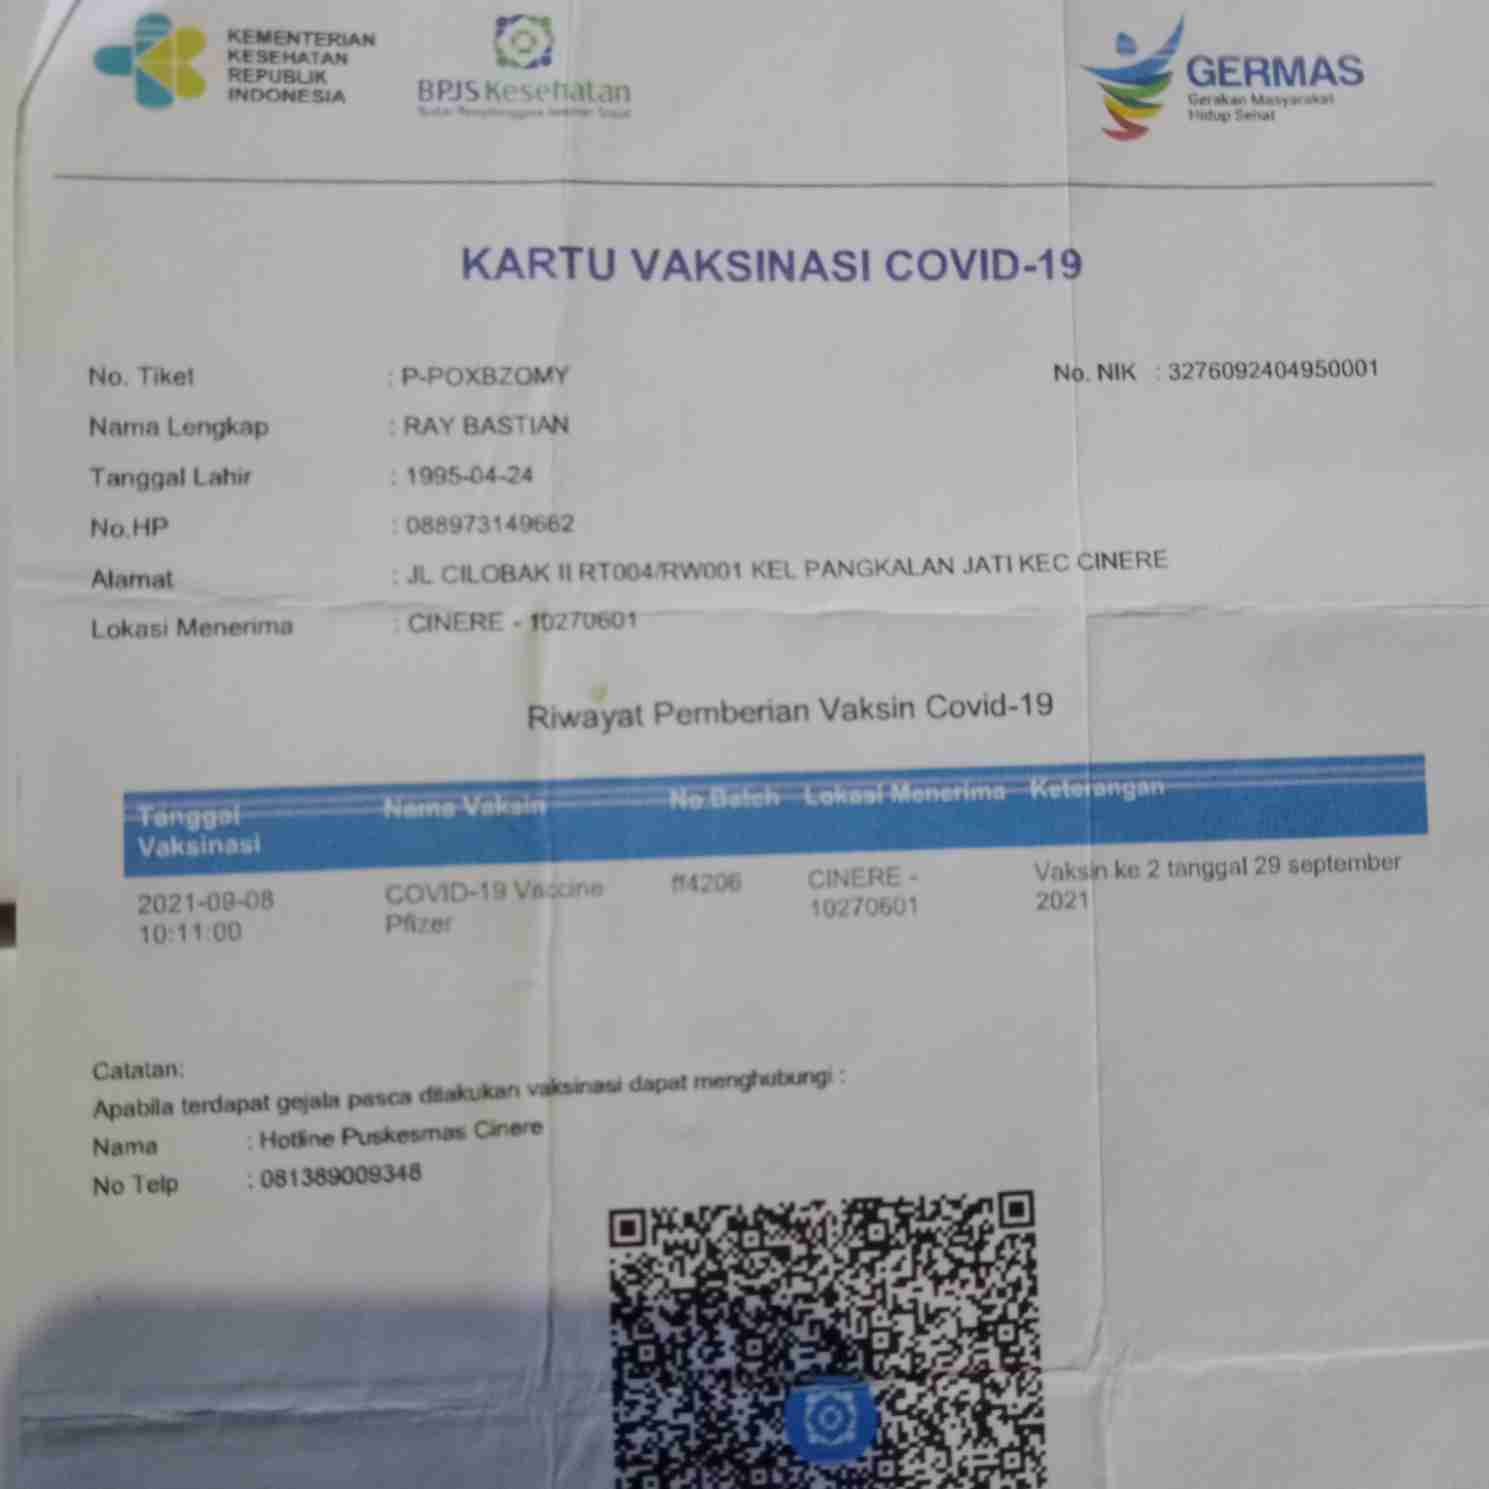 KEMENTERIAN
KESEHATAN
REPUBLIK
INDONESIA
BPJS Kesehatan
GERMAS
Gerakan Masyarakat
Hidup Sehat
KARTU VAKSINASI COVID-19
No. Tiket : P-POXBZOMY
No. NIK : 3276092404950001
Nama Lengkap : RAY BASTIAN
Tanggal Lahir : 1995-04-24
No.HP : 088973149662
Alamat : JL CILOBAK II RT004/RW001 KEL PANGKALAN JATI KEC CINERE
Lokasi Menerima : CINERE - 10270601
Riwayat Pemberian Vaksin Covid-19
Tanggal Nama Vaksin No Batch Lokasi Menerima Keterangan
Vaksinasi
2021-09-08 COVID-19 Vaccine ff4206 CINERE - Vaksin ke 2 tanggal 29 september
10:11:00 Pfizer 10270601 2021
Catatan:
Apabila terdapat gejala pasca dilakukan vaksinasi dapat menghubungi :
Nama : Hotline Puskesmas Cinere
No Telp : 081389009348